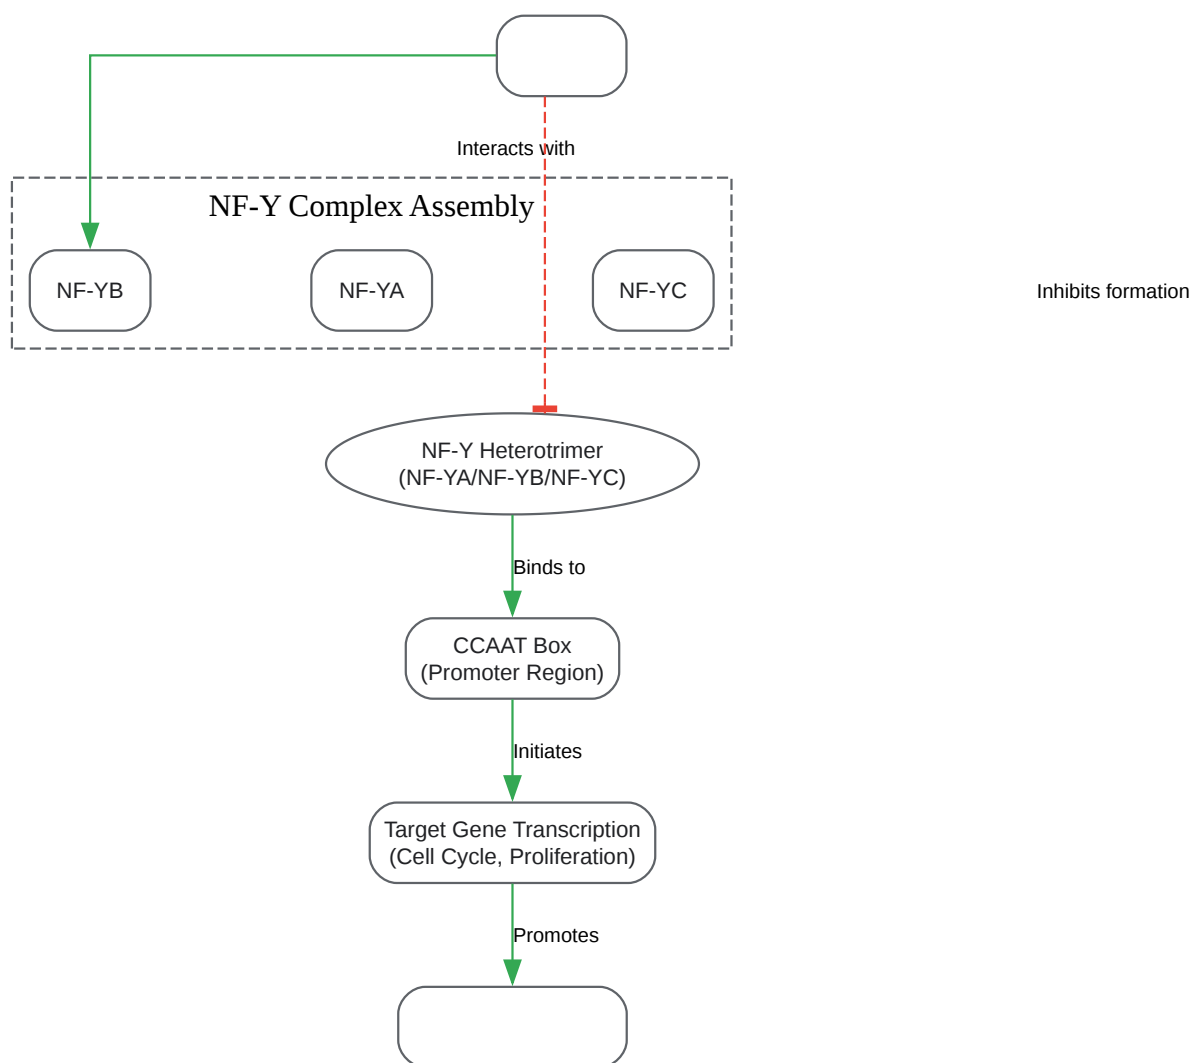 Interacts with
NF-Y Complex Assembly
NF-YB
NF-YA
NF-YC
Inhibits formation
NF-Y Heterotrimer
(NF-YA/NF-YB/NF-YC)
Binds to
CCAAT Box
(Promoter Region)
Initiates
Target Gene Transcription
(Cell Cycle, Proliferation)
Promotes